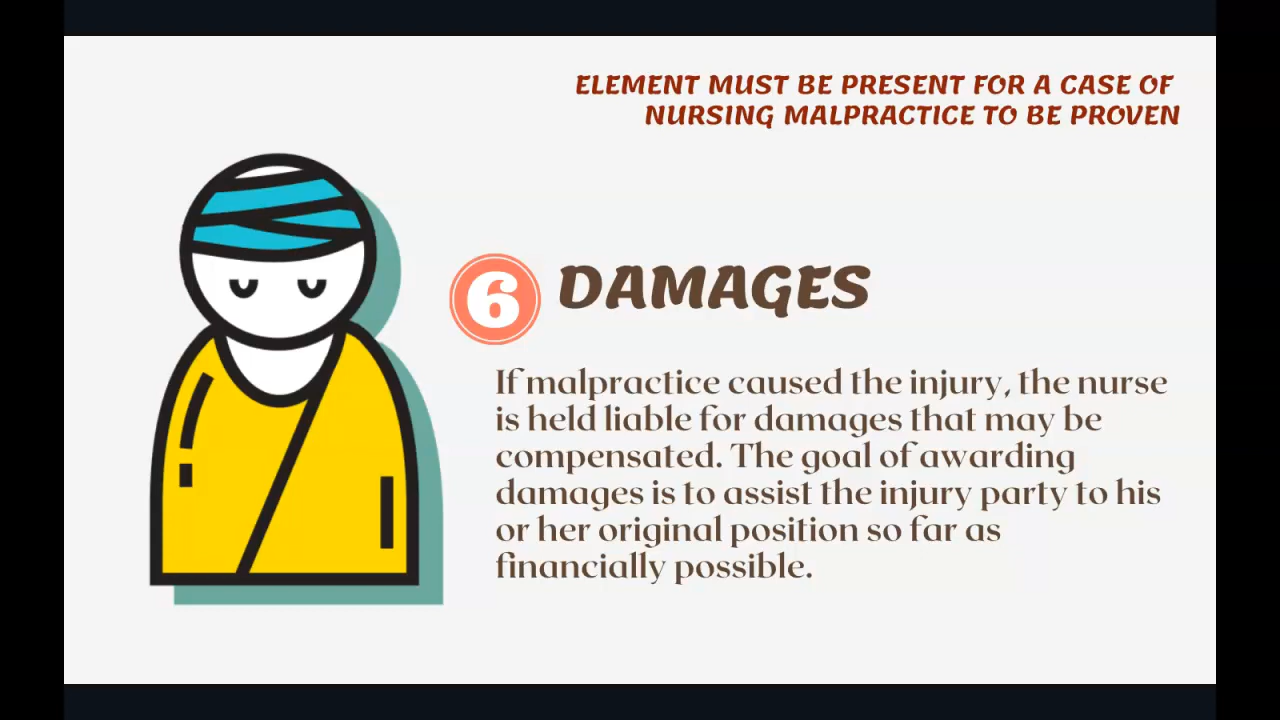 ELEMENT MUST BE PRESENT FOR A CASE OF
NURSING MALPRACTICE TO BE PROVEN
6 DAMAGES
If malpractice caused the injury, the nurse
is held liable for damages that may be
compensated. The goal of awarding
damages is to assist the injury party to his
or her original position so far as
financially possible.